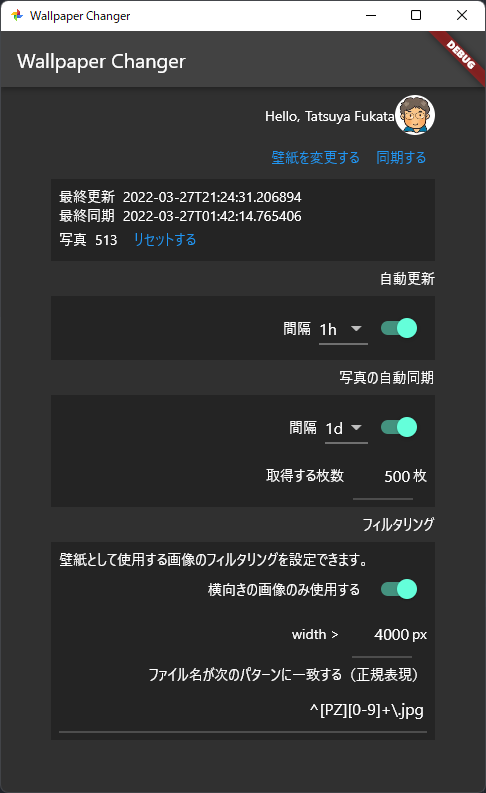 Wallpaper Changer
Wallpaper Changer
DEBUG
Hello, Tatsuya Fukata
壁紙を変更する 同期する
最終更新 2022-03-27T21:24:31.206894
最終同期 2022-03-27T01:42:14.765406
写真 513 リセットする
自動更新
間隔 1h
写真の自動同期
間隔 1d
取得する枚数 500 枚
フィルタリング
壁紙として使用する画像のフィルタリングを設定できます。
横向きの画像のみ使用する
width > 4000 px
ファイル名が次のパターンに一致する（正規表現）
^[PZ][0-9]+\.jpg